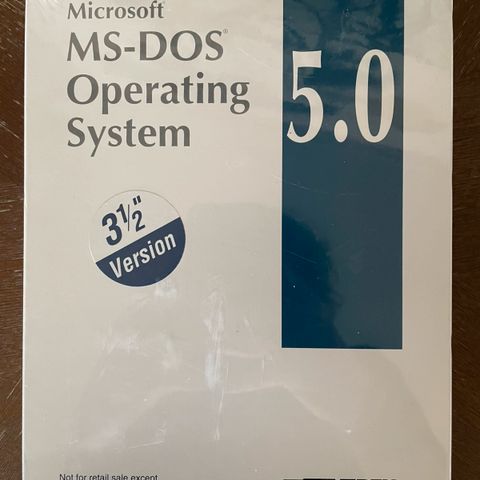 Microsoft
MS-DOS®
Operating
System
5.0
3½"
Version
Not for retail sale except